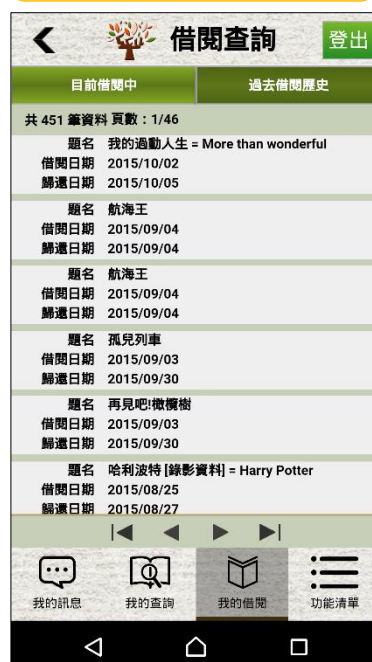 借閱查詢
登出
目前借閱中
過去借閱歷史
共 451 筆資料 頁數：1/46
題名 我的過動人生 = More than wonderful
借閱日期 2015/10/02
歸還日期 2015/10/05
題名 航海王
借閱日期 2015/09/04
歸還日期 2015/09/04
題名 航海王
借閱日期 2015/09/04
歸還日期 2015/09/04
題名 孤兒列車
借閱日期 2015/09/03
歸還日期 2015/09/30
題名 再見吧!橄欖樹
借閱日期 2015/09/03
歸還日期 2015/09/30
題名 哈利波特 [錄影資料] = Harry Potter
借閱日期 2015/08/25
歸還日期 2015/08/27
我的訊息
我的查詢
我的借閱
功能清單